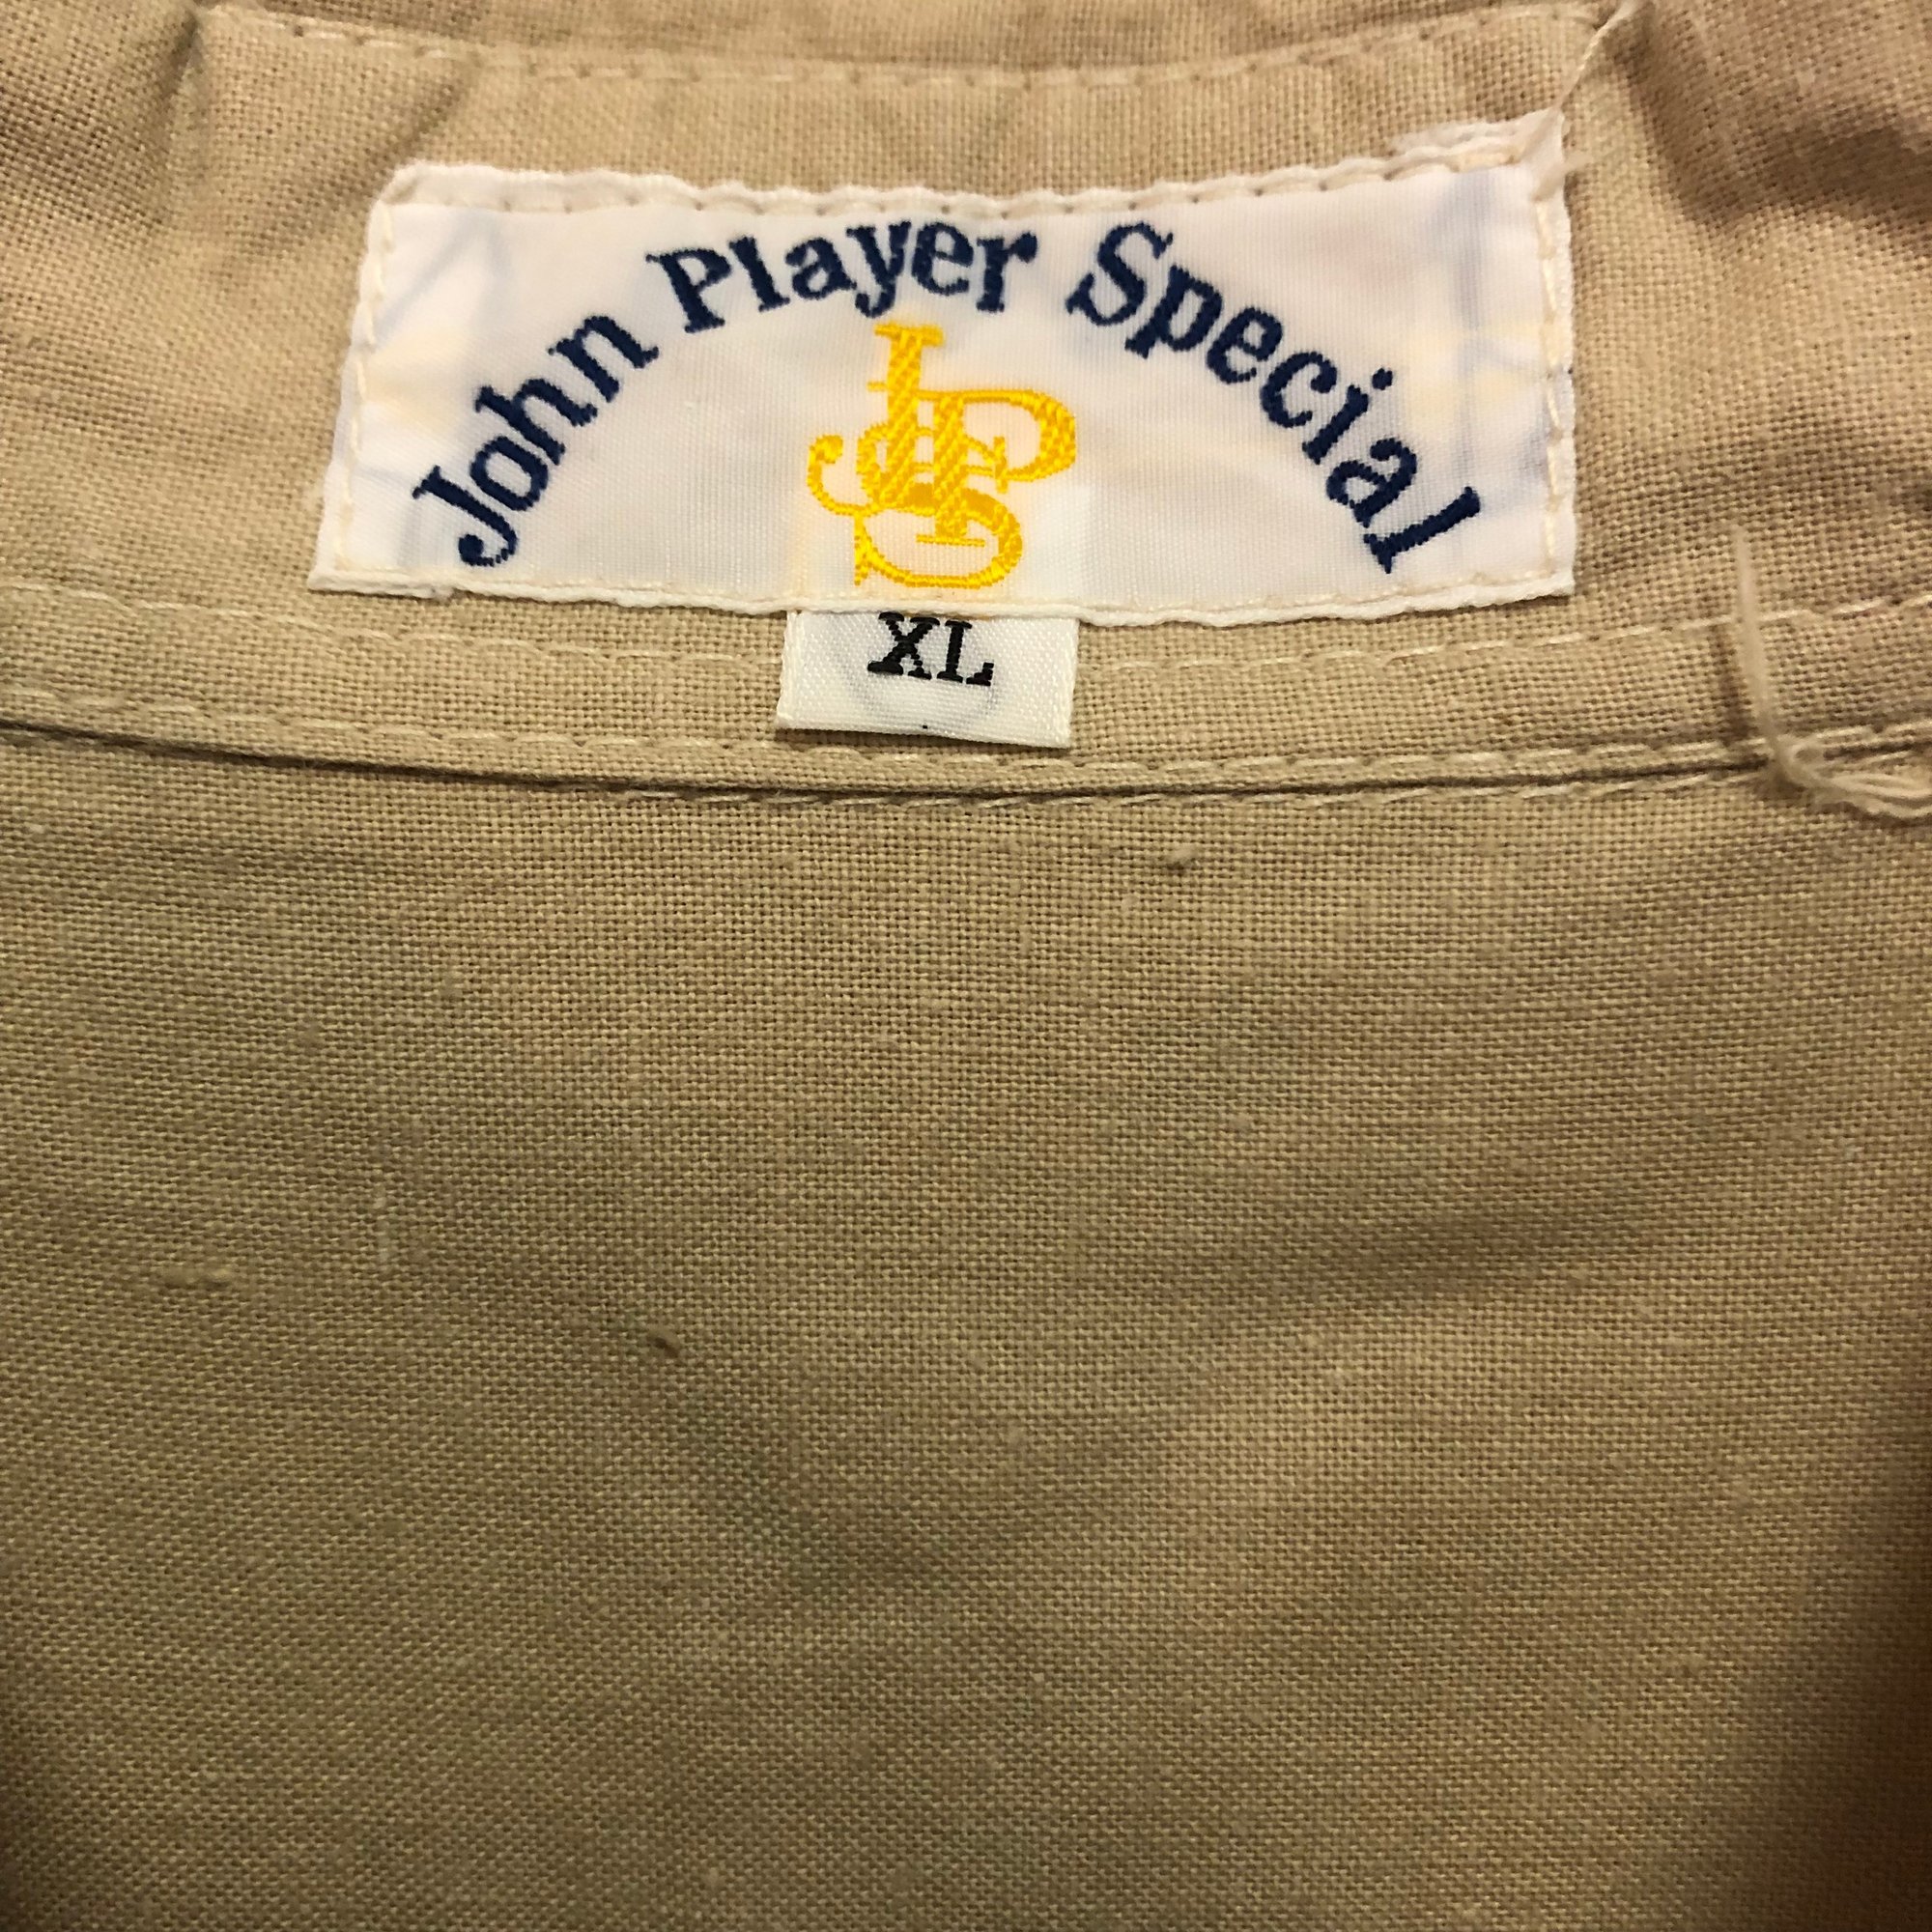 John Player Special
JPS
XL